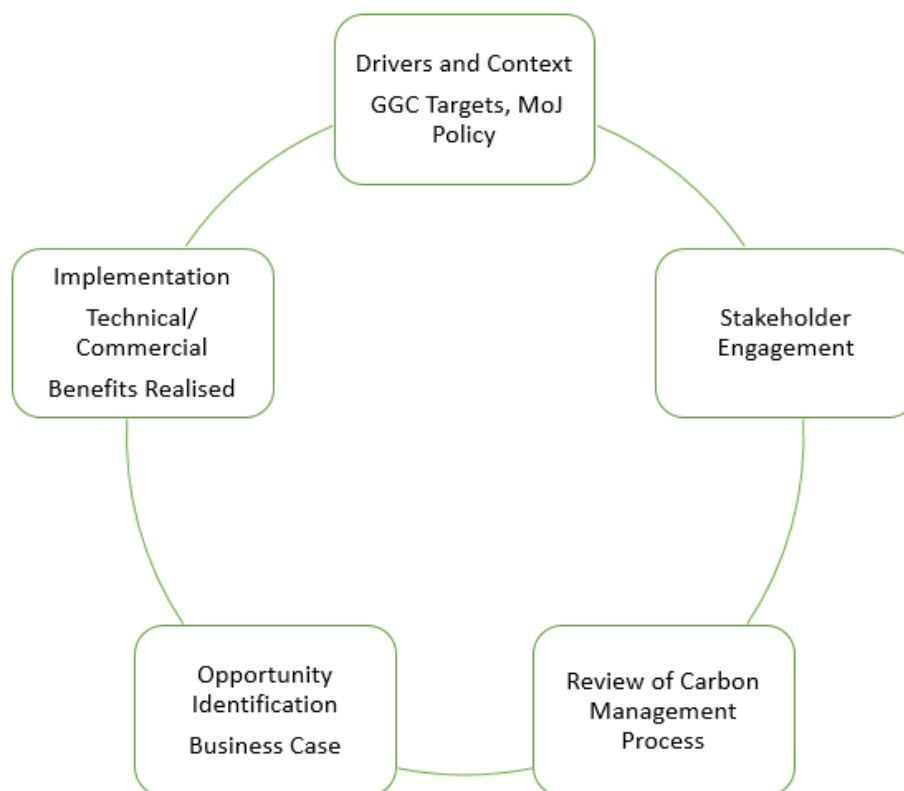 Drivers and Context
GGC Targets, MoJ
Policy
Stakeholder
Engagement
Review of Carbon
Management
Process
Opportunity
Identification
Business Case
Implementation
Technical/
Commercial
Benefits Realised